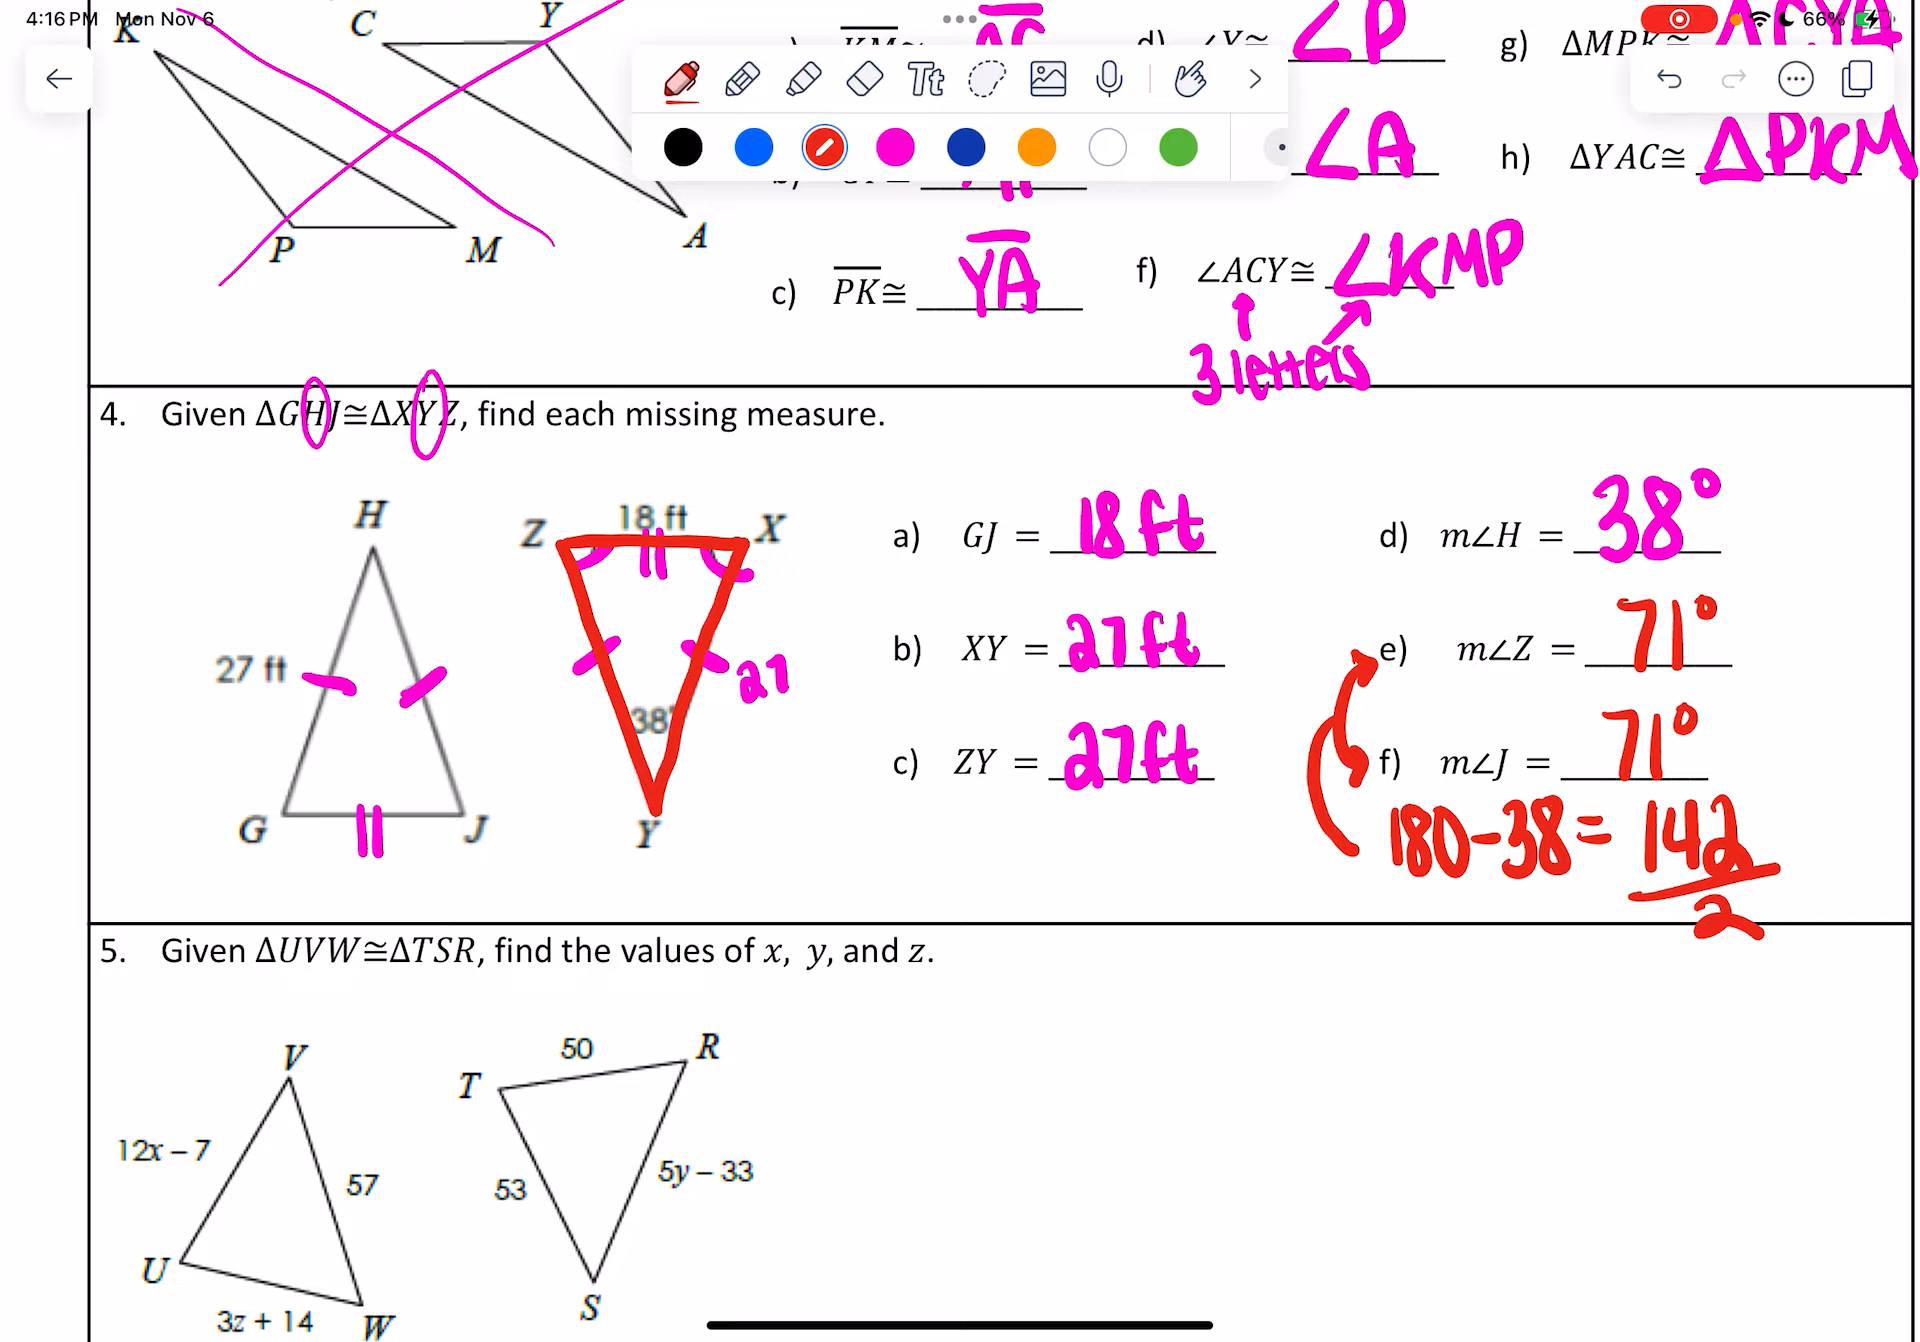 4:16 PM Mon Nov 6
66%
K
C
Y
P
M
A
Tt
∠P
g) ΔMPK≅ ΔCYA
∠A
h) ΔYAC≅ ΔPKM
c) PK≅ YA
f) ∠ACY≅ ∠KMP
3 letters
4. Given ΔGHJ≅ΔXYZ, find each missing measure.
H
27 ft
G
J
Z
18 ft
X
27
38°
Y
a) GJ = 18 ft
b) XY = 27 ft
c) ZY = 27 ft
d) m∠H = 38°
e) m∠Z = 71°
f) m∠J = 71°
180-38 = 142
2
5. Given ΔUVW≅ΔTSR, find the values of x, y, and z.
V
12x – 7
57
U
3z + 14
W
50
R
T
5y – 33
53
S